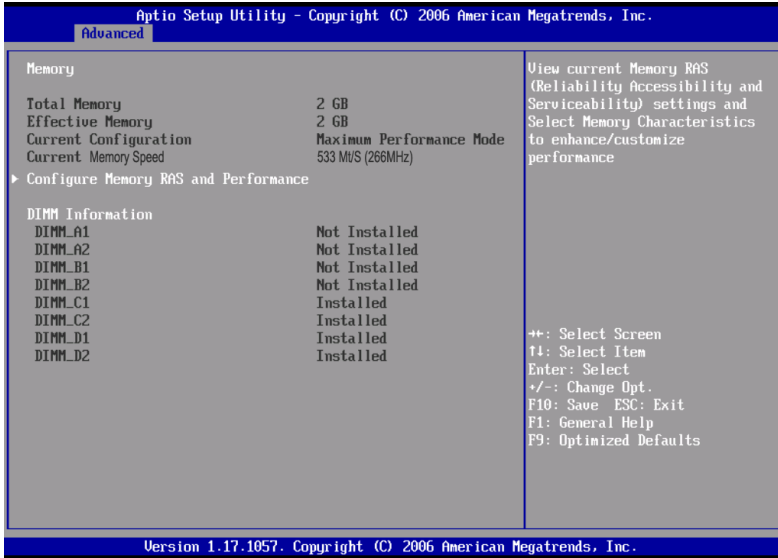 Aptio Setup Utility - Copyright (C) 2006 American Megatrends, Inc.
Advanced
Memory
Total Memory 2 GB
Effective Memory 2 GB
Current Configuration Maximum Performance Mode
Current Memory Speed 533 Mt/S (266MHz)
▶ Configure Memory RAS and Performance
DIMM Information
DIMM_A1 Not Installed
DIMM_A2 Not Installed
DIMM_B1 Not Installed
DIMM_B2 Not Installed
DIMM_C1 Installed
DIMM_C2 Installed
DIMM_D1 Installed
DIMM_D2 Installed
View current Memory RAS
(Reliability Accessibility and
Serviceability) settings and
Select Memory Characteristics
to enhance/customize
performance
→←: Select Screen
↑↓: Select Item
Enter: Select
+/-: Change Opt.
F10: Save ESC: Exit
F1: General Help
F9: Optimized Defaults
Version 1.17.1057. Copyright (C) 2006 American Megatrends, Inc.